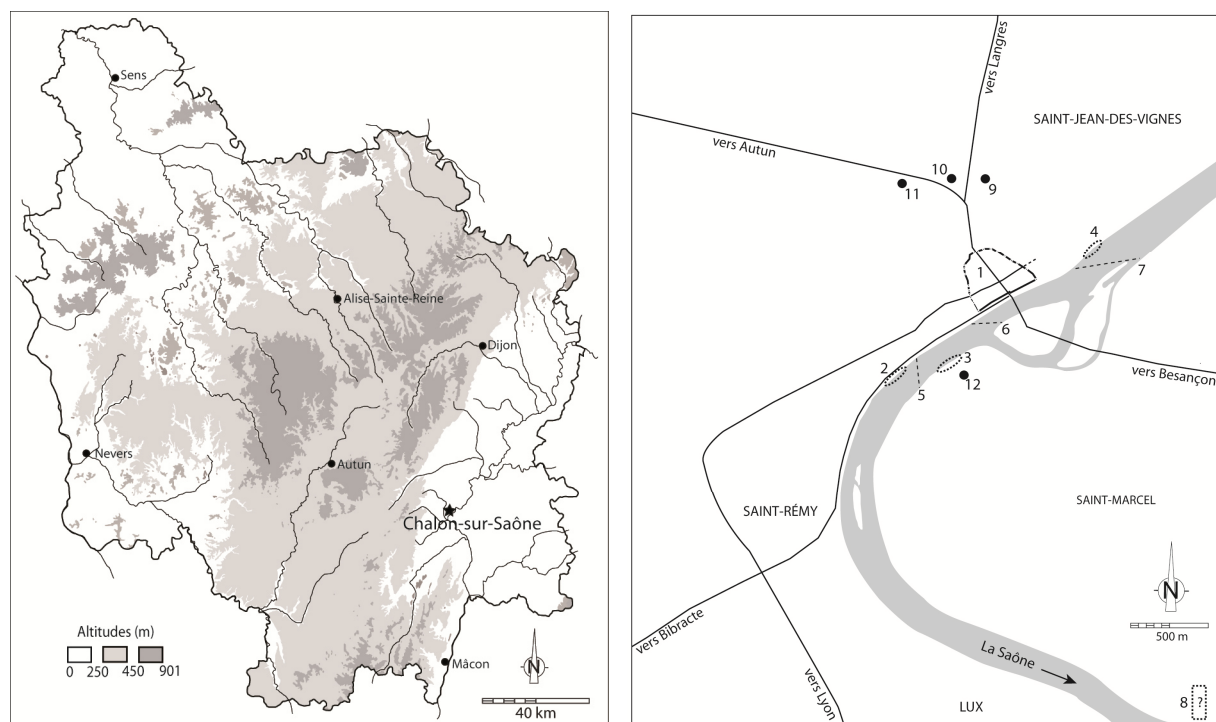 Sens
Alise-Sainte-Reine
Dijon
Nevers
Autun
Chalon-sur-Saône
Altitudes (m)
0 250 450 901
Mâcon
N
40 km
vers Langres
SAINT-JEAN-DES-VIGNES
vers Autun
10
9
11
4
1
7
6
3
2
12
5
vers Besançon
SAINT-RÉMY
SAINT-MARCEL
N
500 m
vers Bibracte
La Saône
vers Lyon
LUX
8 ?